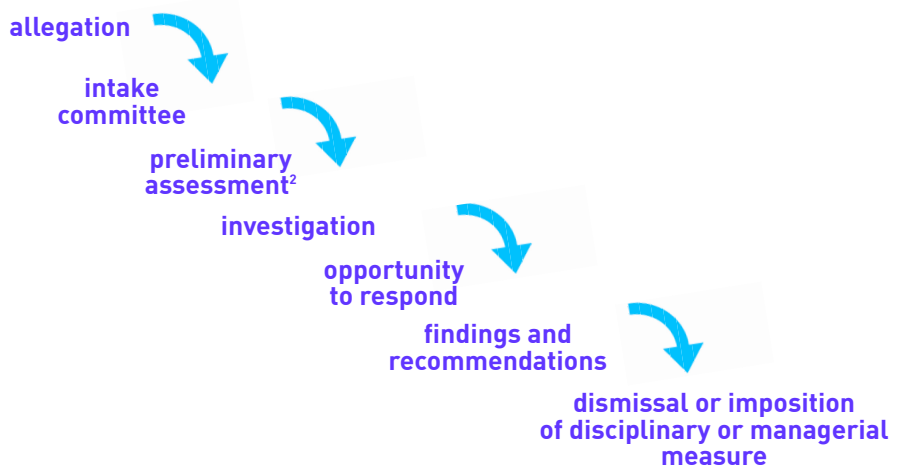 allegation
intake
committee
preliminary
assessment²
investigation
opportunity
to respond
findings and
recommendations
dismissal or imposition
of disciplinary or managerial
measure